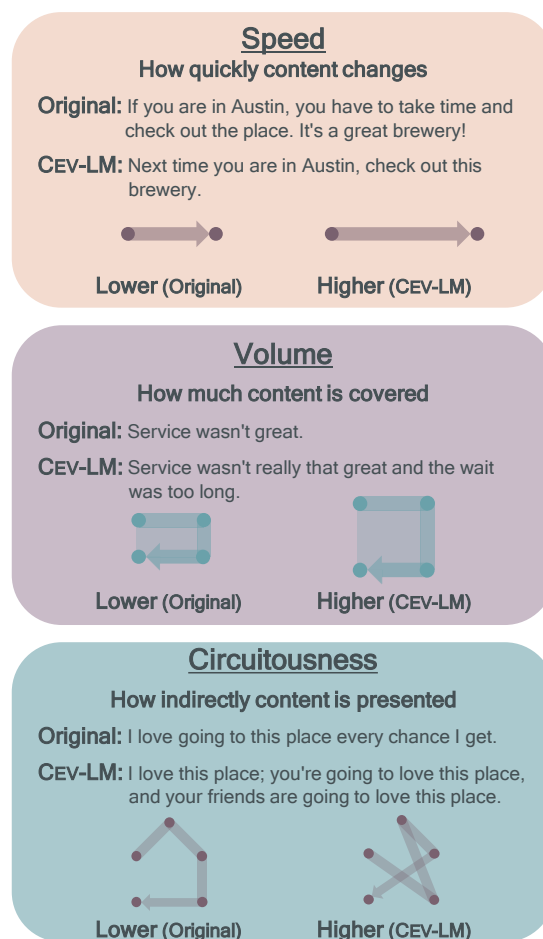 Speed
How quickly content changes
Original: If you are in Austin, you have to take time and
check out the place. It's a great brewery!
CEV-LM: Next time you are in Austin, check out this
brewery.
Lower (Original) Higher (CEV-LM)
Volume
How much content is covered
Original: Service wasn't great.
CEV-LM: Service wasn't really that great and the wait
was too long.
Lower (Original) Higher (CEV-LM)
Circuitousness
How indirectly content is presented
Original: I love going to this place every chance I get.
CEV-LM: I love this place; you're going to love this place,
and your friends are going to love this place.
Lower (Original) Higher (CEV-LM)